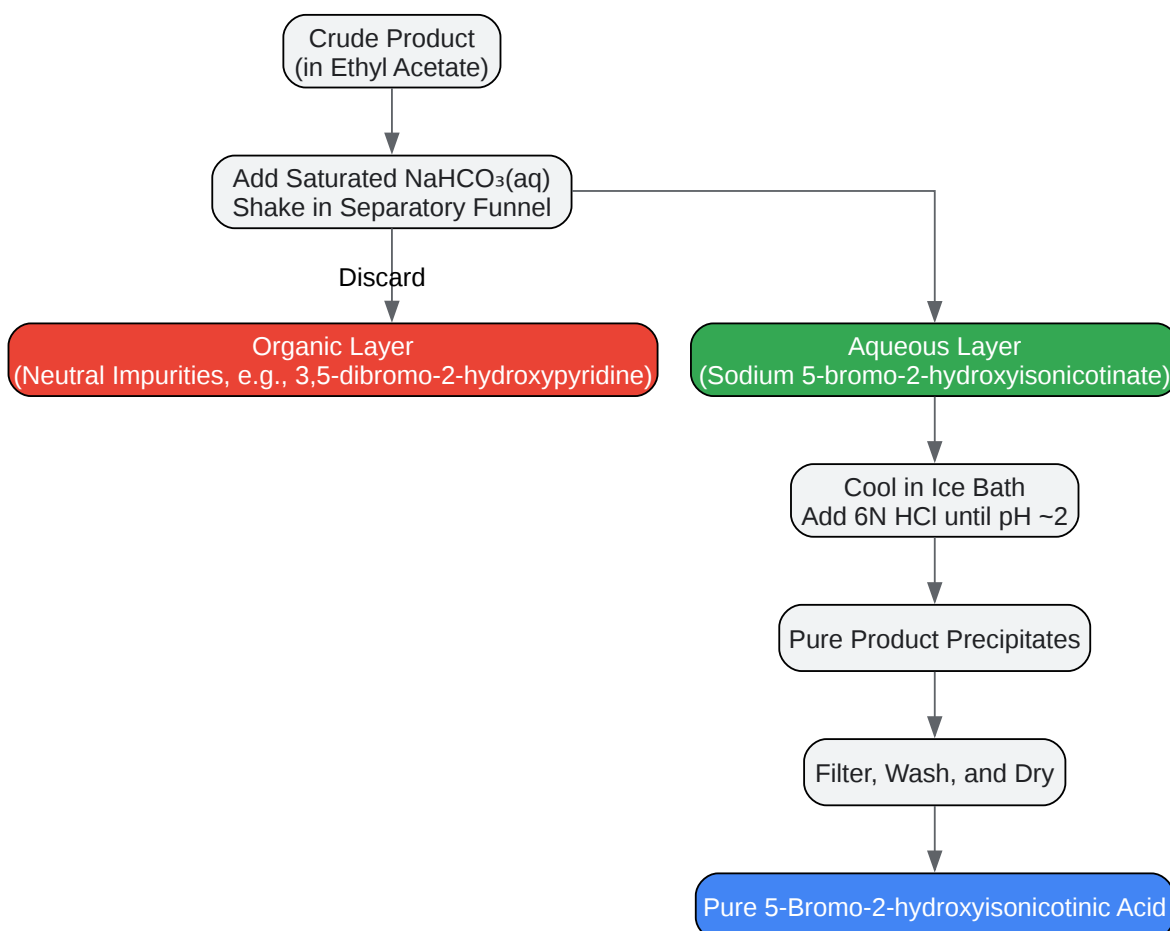 Crude Product
(in Ethyl Acetate)
Add Saturated NaHCO₃(aq)
Shake in Separatory Funnel
Discard
Organic Layer
(Neutral Impurities, e.g., 3,5-dibromo-2-hydroxypyridine)
Aqueous Layer
(Sodium 5-bromo-2-hydroxyisonicotinate)
Cool in Ice Bath
Add 6N HCl until pH ~2
Pure Product Precipitates
Filter, Wash, and Dry
Pure 5-Bromo-2-hydroxyisonicotinic Acid